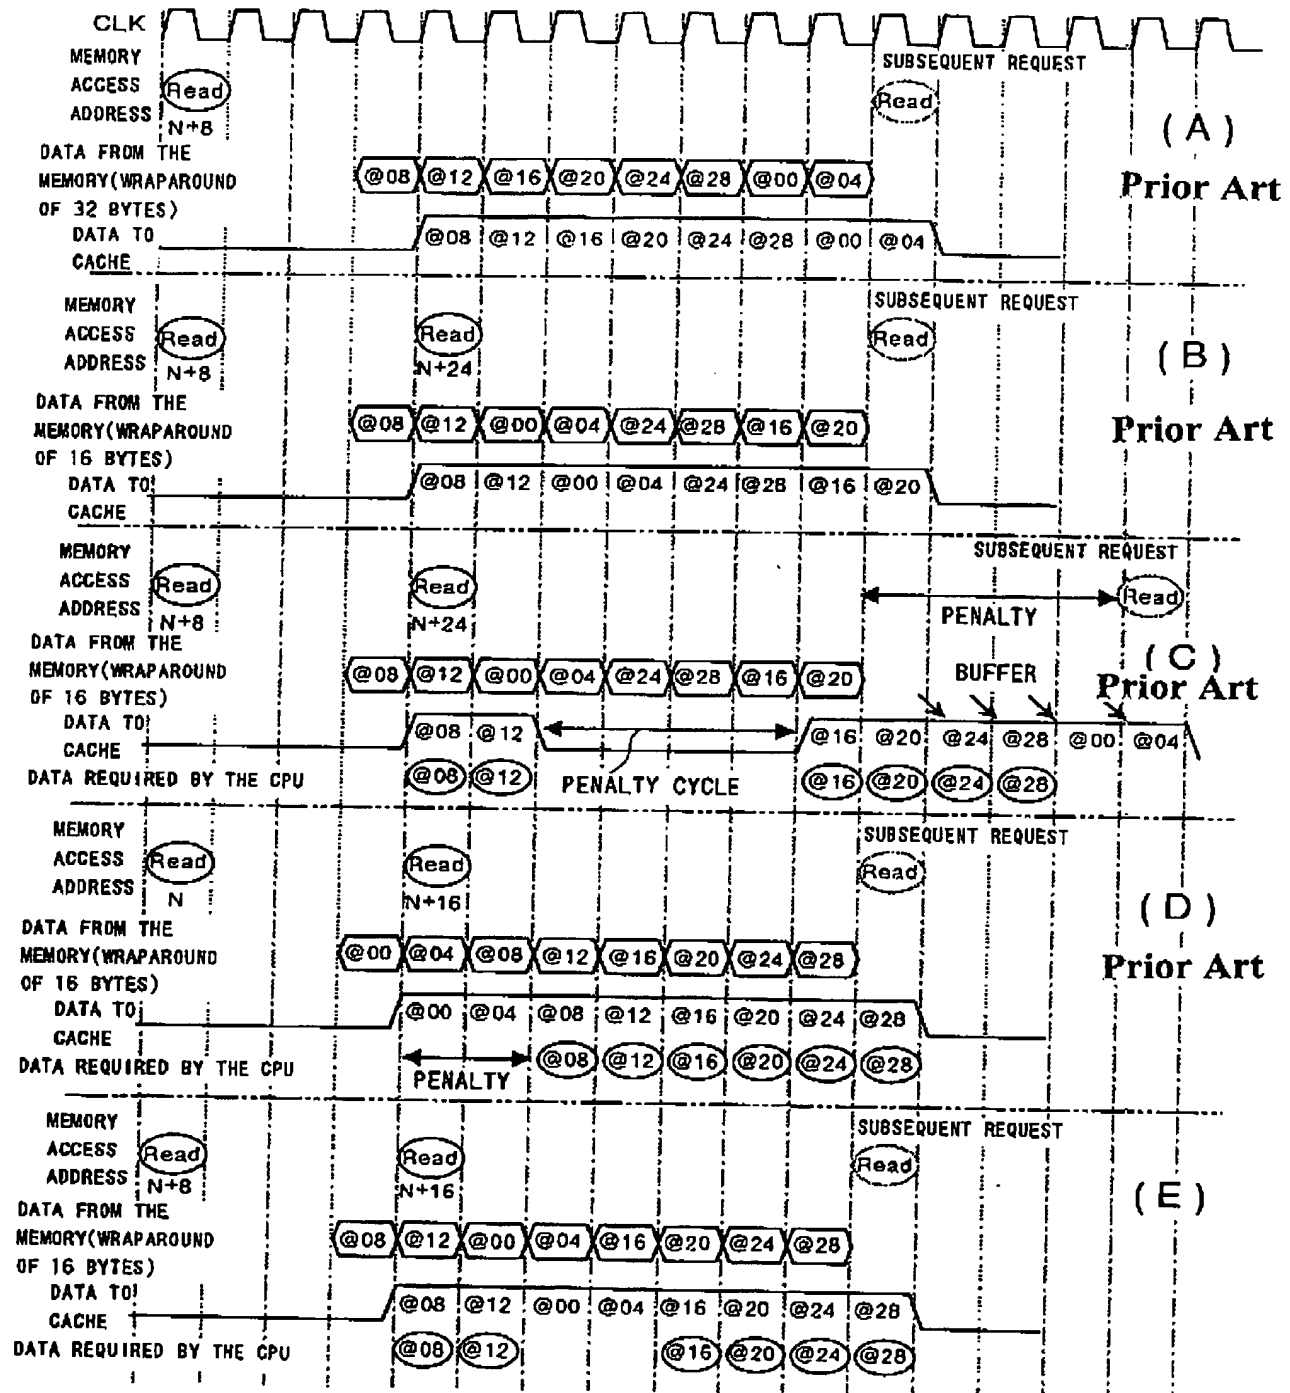 CLK
MEMORY SUBSEQUENT REQUEST
ACCESS Read Read
ADDRESS N+8
( A )
Prior Art
DATA FROM THE
MEMORY(WRAPAROUND @08 @12 @16 @20 @24 @28 @00 @04
OF 32 BYTES)
DATA TO @08 @12 @16 @20 @24 @28 @00 @04
CACHE
MEMORY SUBSEQUENT REQUEST
ACCESS Read Read Read
ADDRESS N+8 N+24
( B )
Prior Art
DATA FROM THE
MEMORY(WRAPAROUND @08 @12 @00 @04 @24 @28 @16 @20
OF 16 BYTES)
DATA TO @08 @12 @00 @04 @24 @28 @16 @20
CACHE
MEMORY SUBSEQUENT REQUEST
ACCESS Read Read Read
ADDRESS N+8 N+24 PENALTY
( C )
Prior Art
DATA FROM THE
MEMORY(WRAPAROUND @08 @12 @00 @04 @24 @28 @16 @20 BUFFER
OF 16 BYTES)
DATA TO @08 @12 @16 @20 @24 @28 @00 @04
CACHE
DATA REQUIRED BY THE CPU @08 @12 PENALTY CYCLE @16 @20 @24 @28
MEMORY SUBSEQUENT REQUEST
ACCESS Read Read Read
ADDRESS N N+16
( D )
Prior Art
DATA FROM THE
MEMORY(WRAPAROUND @00 @04 @08 @12 @16 @20 @24 @28
OF 16 BYTES)
DATA TO @00 @04 @08 @12 @16 @20 @24 @28
CACHE
DATA REQUIRED BY THE CPU PENALTY @08 @12 @16 @20 @24 @28
MEMORY SUBSEQUENT REQUEST
ACCESS Read Read Read
ADDRESS N+8 N+16
( E )
DATA FROM THE
MEMORY(WRAPAROUND @08 @12 @00 @04 @16 @20 @24 @28
OF 16 BYTES)
DATA TO @08 @12 @00 @04 @16 @20 @24 @28
CACHE
DATA REQUIRED BY THE CPU @08 @12 @16 @20 @24 @28